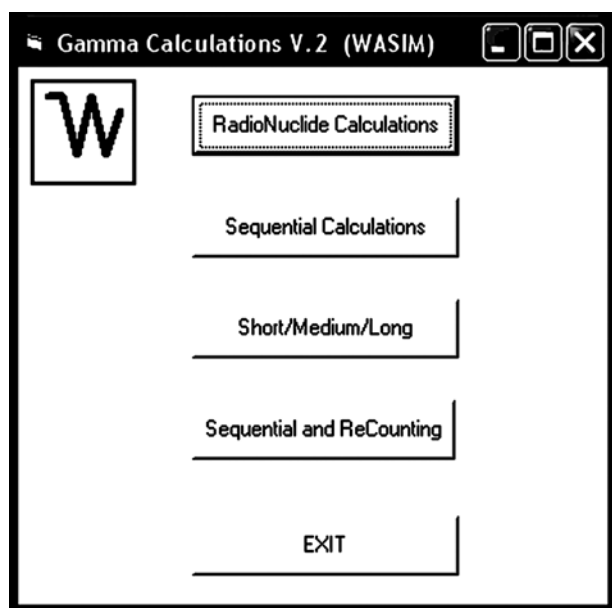 Gamma Calculations V.2 (WASIM)
W
RadioNuclide Calculations
Sequential Calculations
Short/Medium/Long
Sequential and ReCounting
EXIT